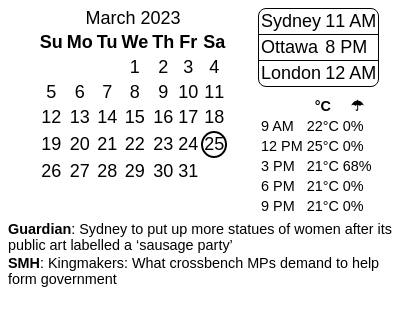 March 2023
Su Mo Tu We Th Fr Sa
1 2 3 4
5 6 7 8 9 10 11
12 13 14 15 16 17 18
19 20 21 22 23 24 25
26 27 28 29 30 31
Sydney 11 AM
Ottawa 8 PM
London 12 AM
°C ☂
9 AM 22°C 0%
12 PM 25°C 0%
3 PM 21°C 68%
6 PM 21°C 0%
9 PM 21°C 0%
Guardian: Sydney to put up more statues of women after its
public art labelled a ‘sausage party’
SMH: Kingmakers: What crossbench MPs demand to help
form government